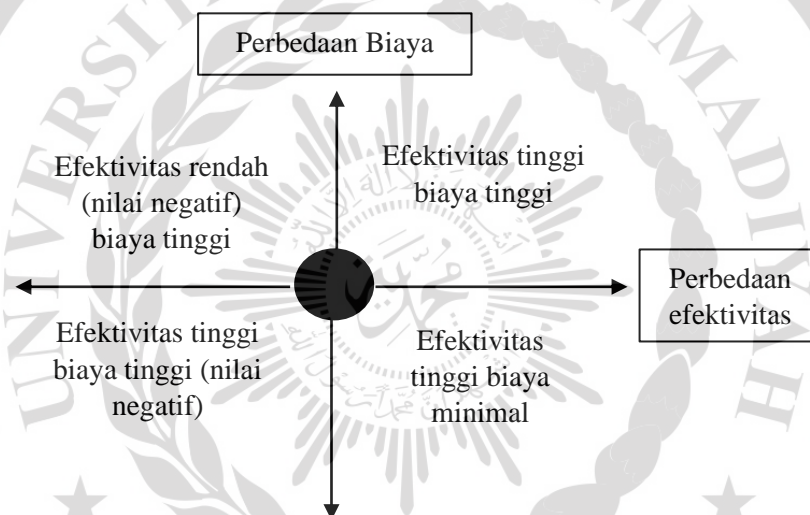 Perbedaan Biaya
Efektivitas rendah
(nilai negatif)
biaya tinggi
Efektivitas tinggi
biaya tinggi
Perbedaan
efektivitas
Efektivitas tinggi
biaya tinggi (nilai
negatif)
Efektivitas
tinggi biaya
minimal